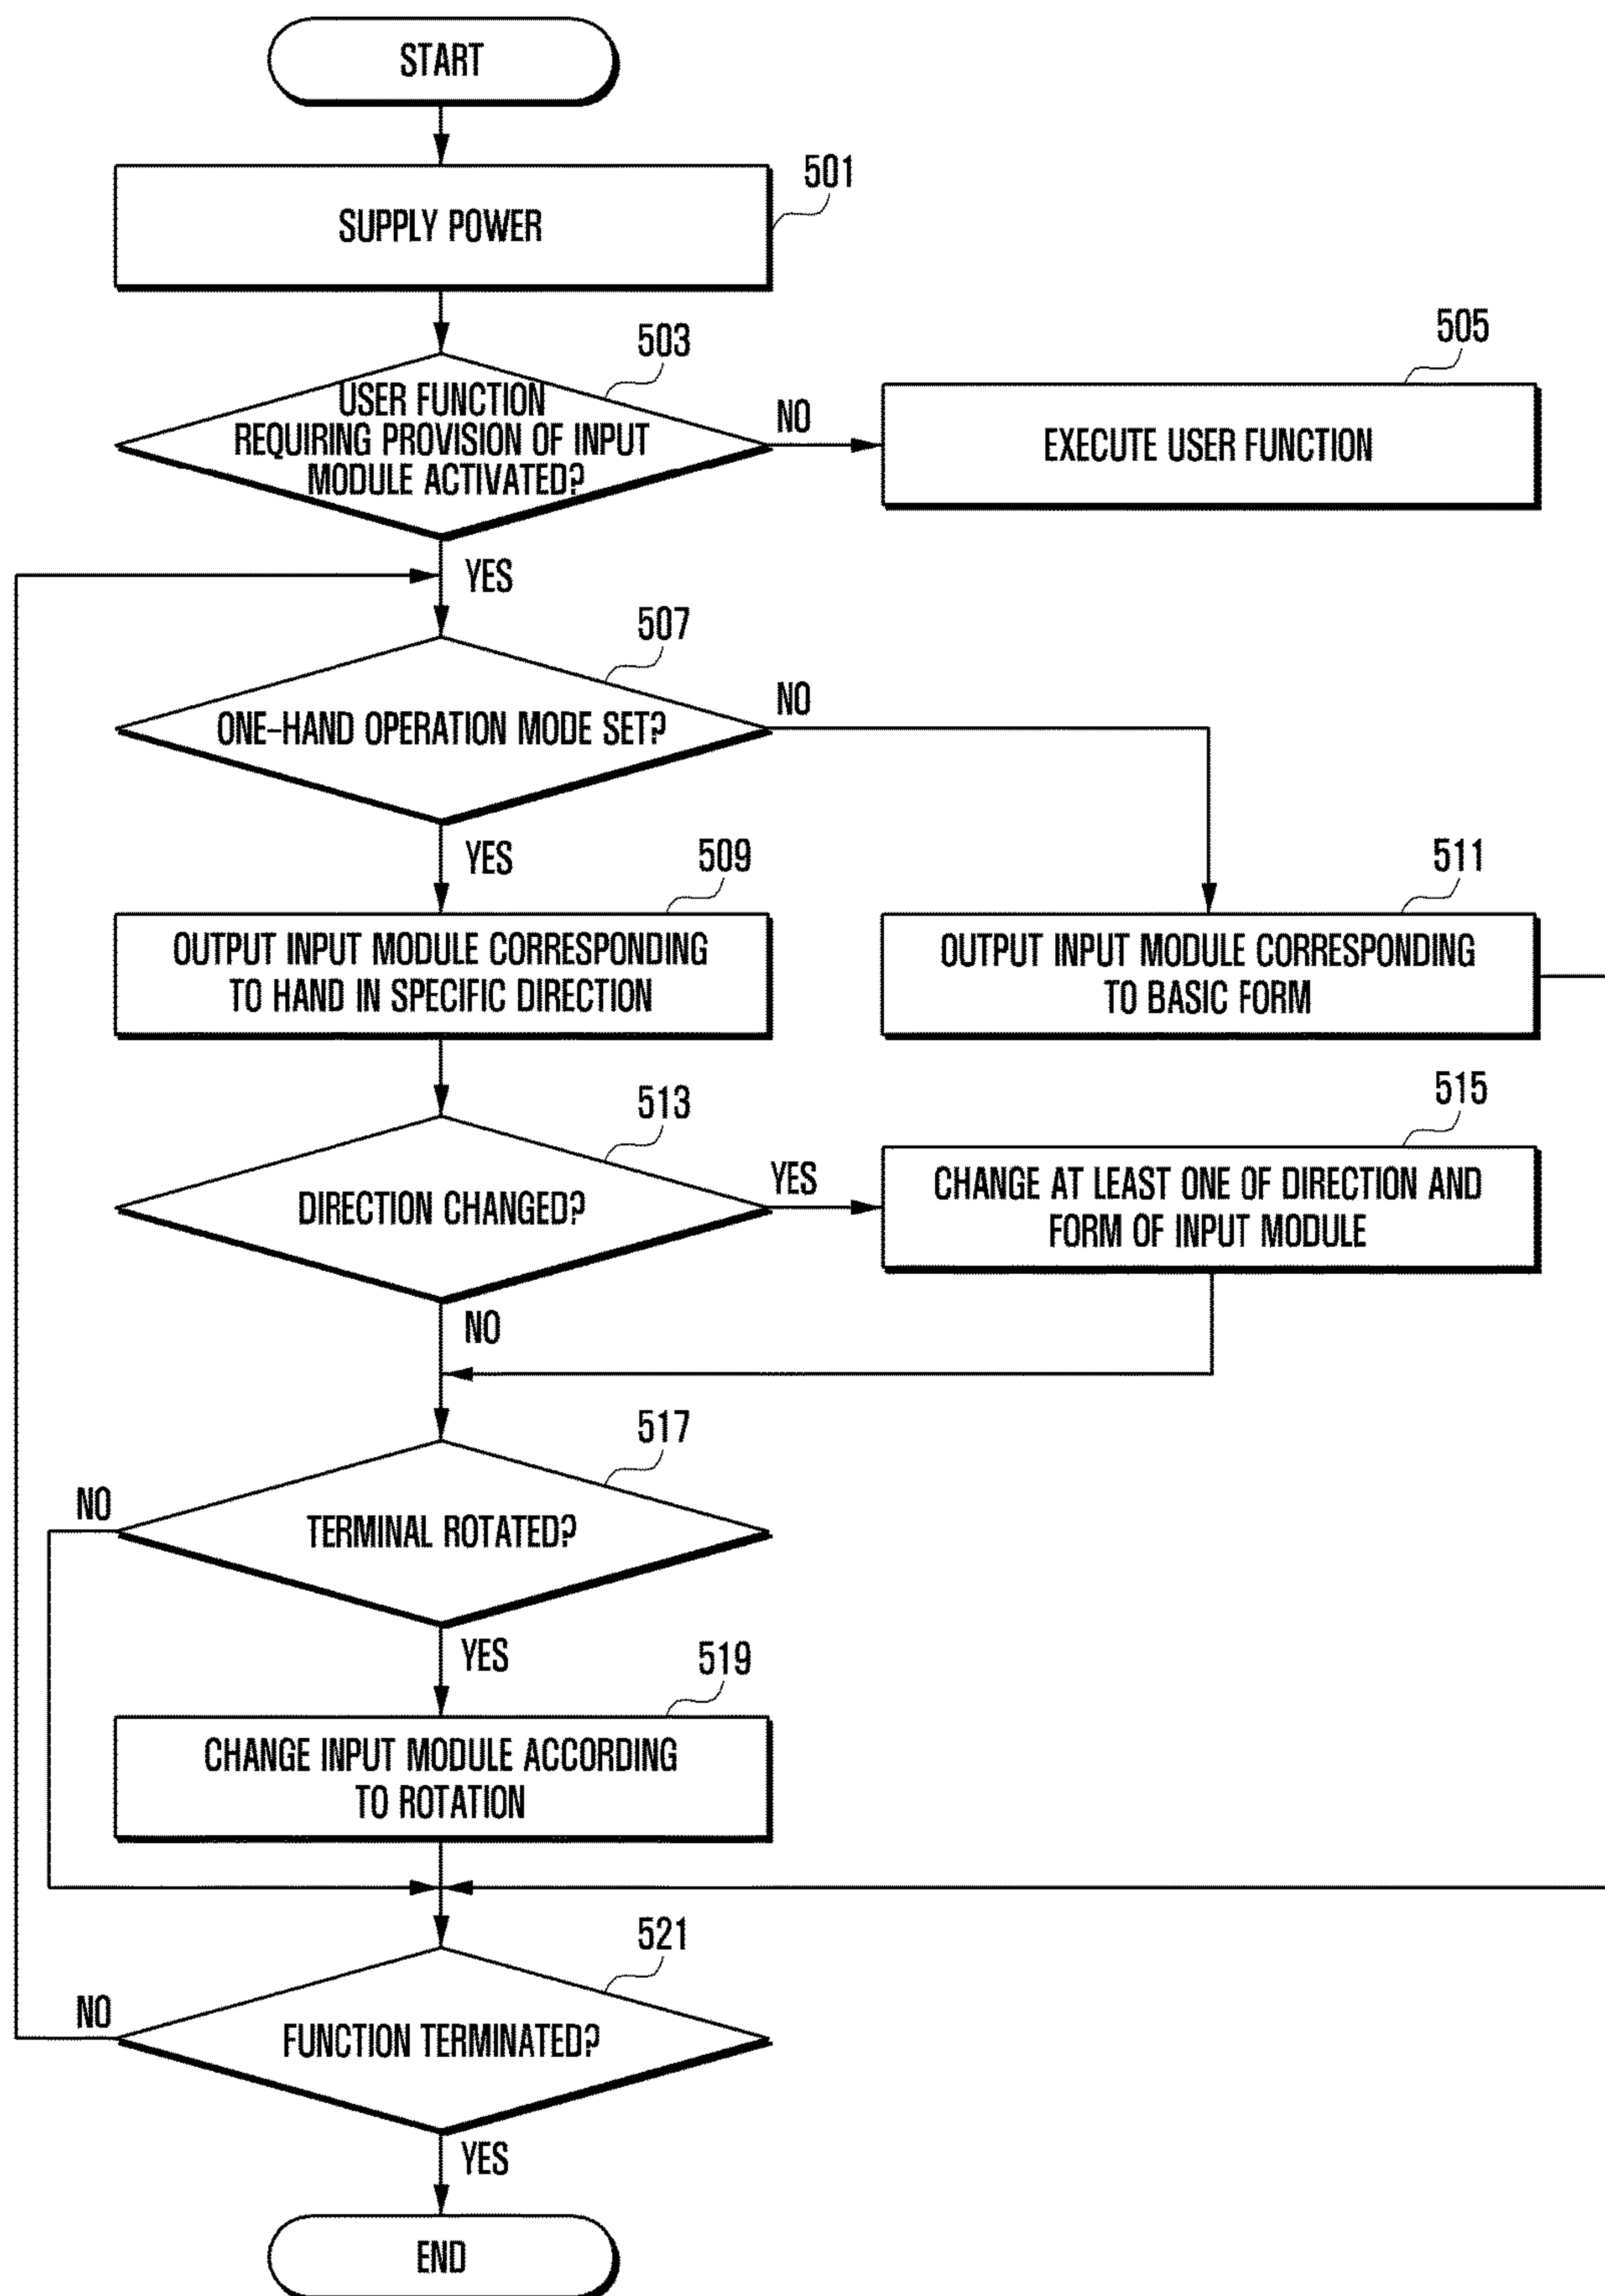 START
501
SUPPLY POWER
503
505
USER FUNCTION
REQUIRING PROVISION OF INPUT
MODULE ACTIVATED?
NO
EXECUTE USER FUNCTION
YES
507
ONE-HAND OPERATION MODE SET?
NO
YES
509
511
OUTPUT INPUT MODULE CORRESPONDING
TO HAND IN SPECIFIC DIRECTION
OUTPUT INPUT MODULE CORRESPONDING
TO BASIC FORM
513
515
DIRECTION CHANGED?
YES
CHANGE AT LEAST ONE OF DIRECTION AND
FORM OF INPUT MODULE
NO
517
NO
TERMINAL ROTATED?
YES
519
CHANGE INPUT MODULE ACCORDING
TO ROTATION
521
NO
FUNCTION TERMINATED?
YES
END